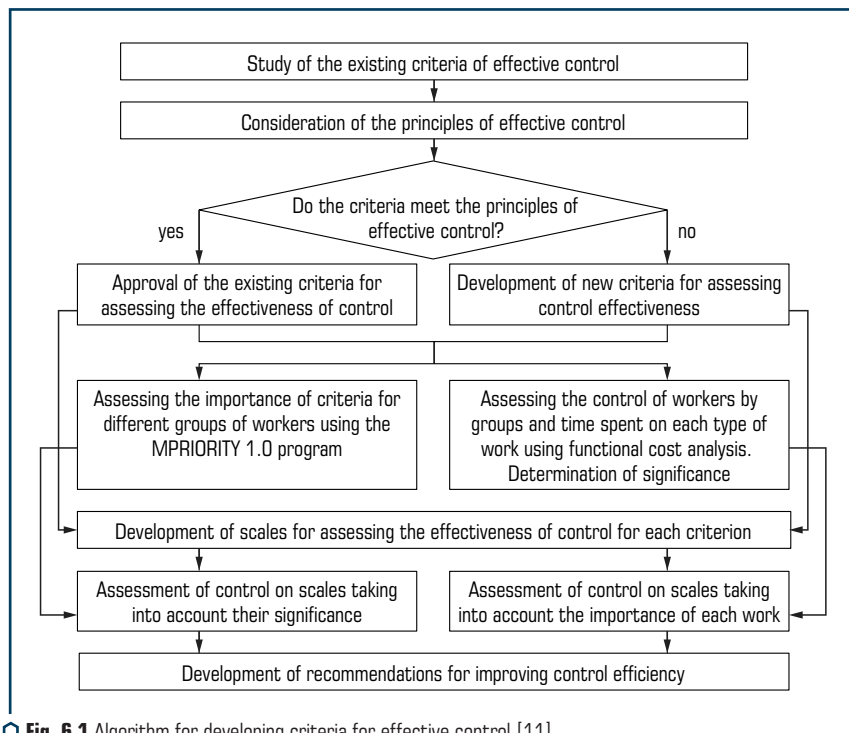 Study of the existing criteria of effective control
Consideration of the principles of effective control
Do the criteria meet the principles of
effective control?
yes
no
Approval of the existing criteria for
assessing the effectiveness of control
Development of new criteria for assessing
control effectiveness
Assessing the importance of criteria for
different groups of workers using the
MPRIORITY 1.0 program
Assessing the control of workers by
groups and time spent on each type of
work using functional cost analysis.
Determination of significance
Development of scales for assessing the effectiveness of control for each criterion
Assessment of control on scales taking
into account their significance
Assessment of control on scales taking
into account the importance of each work
Development of recommendations for improving control efficiency
Fig. 6.1 Algorithm for developing criteria for effective control [11]